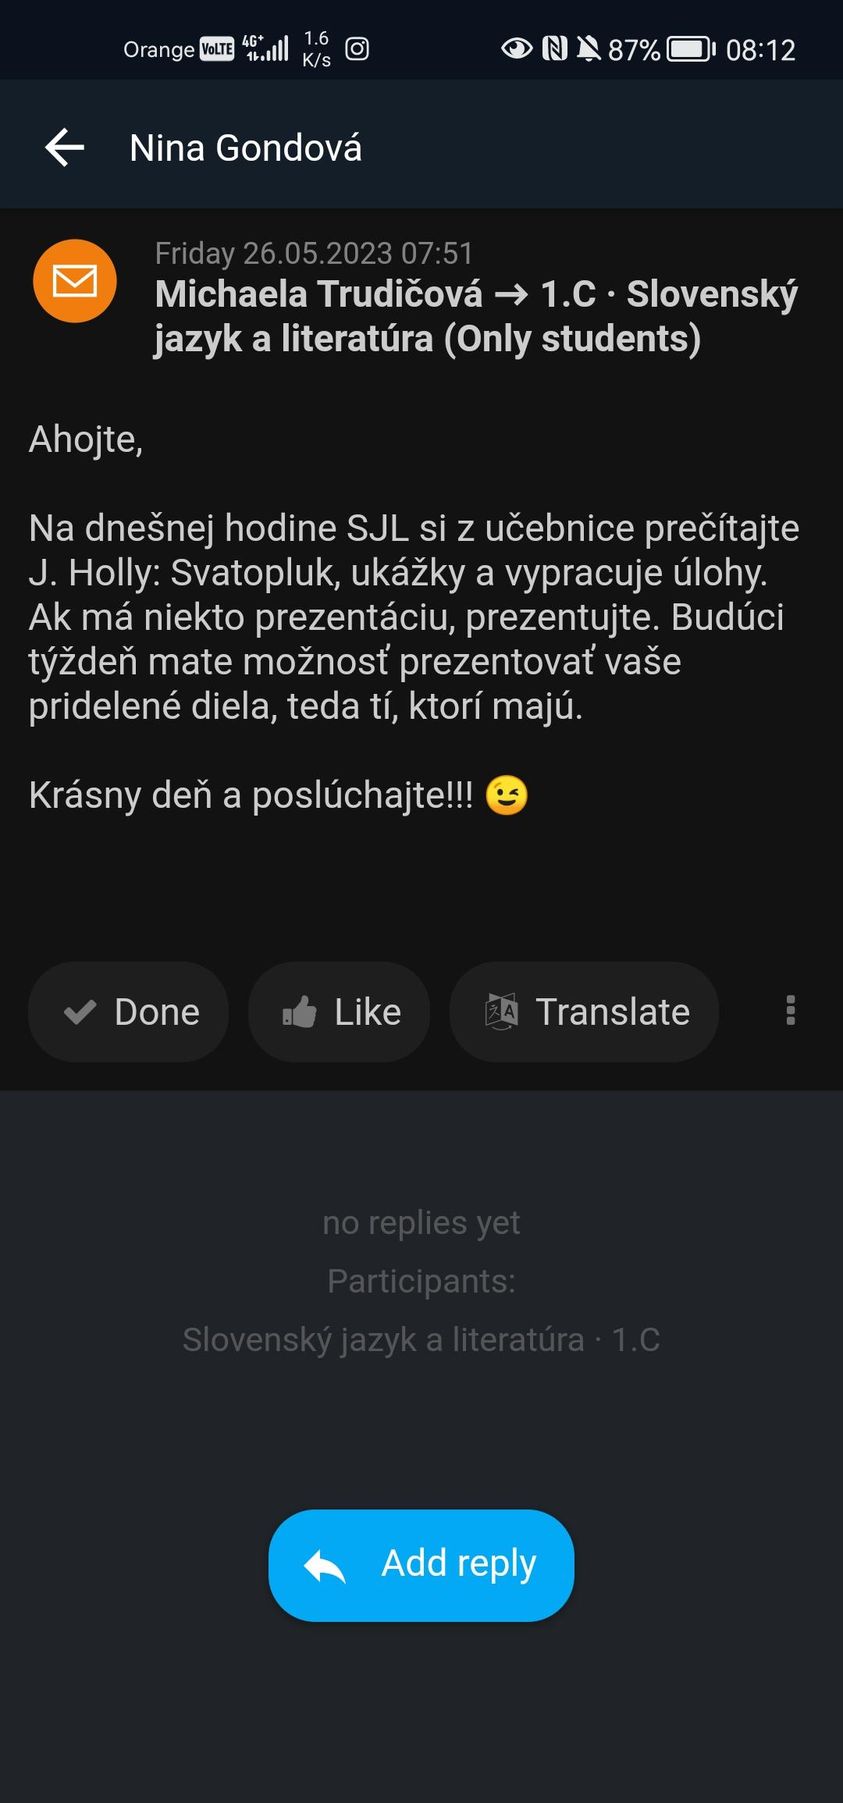 Orange VoLTE 4G+ 1.6 K/s 87% 08:12
Nina Gondová
Friday 26.05.2023 07:51
Michaela Trudičová → 1.C · Slovenský
jazyk a literatúra (Only students)
Ahojte,
Na dnešnej hodine SJL si z učebnice prečítajte
J. Holly: Svatopluk, ukážky a vypracuje úlohy.
Ak má niekto prezentáciu, prezentujte. Budúci
týždeň mate možnosť prezentovať vaše
pridelené diela, teda tí, ktorí majú.
Krásny deň a poslúchajte!!! 😉
Done Like Translate
no replies yet
Participants:
Slovenský jazyk a literatúra · 1.C
Add reply